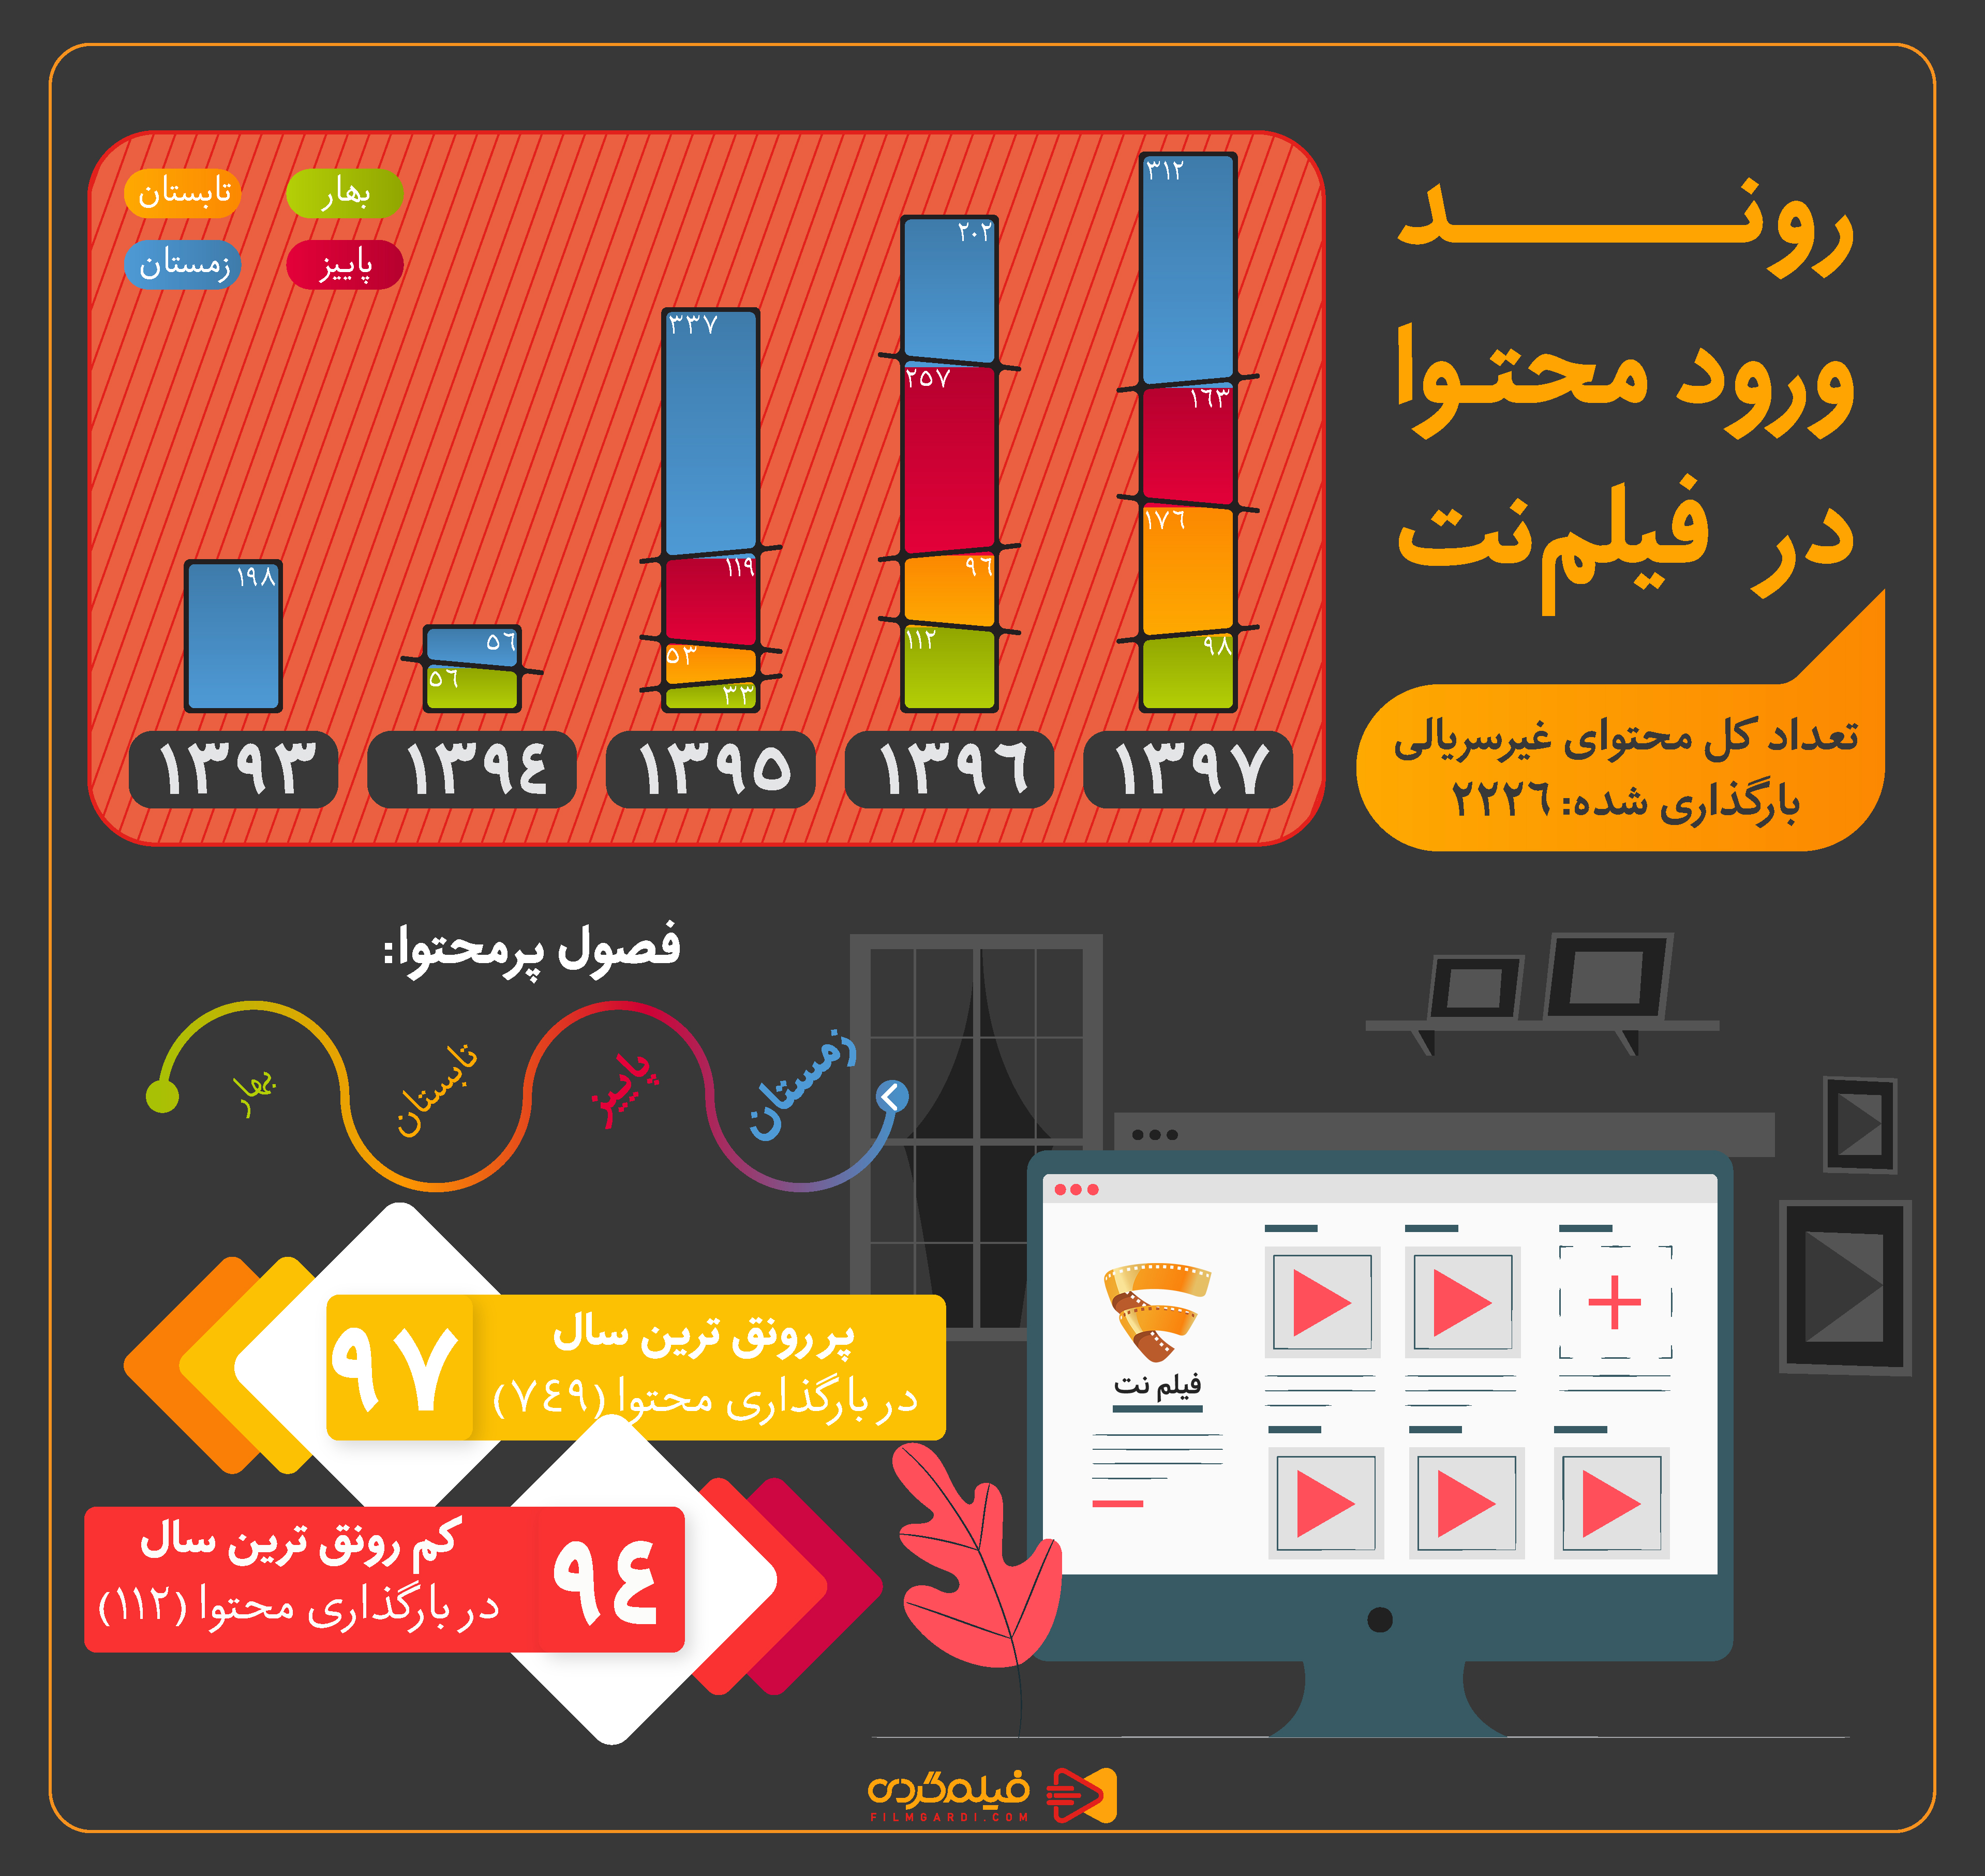 روند
ورود محتوا
در فیلم‌نت
تعداد کل محتوای غیرسریالی
بارگذاری شده: ۲۲۲۶
بهار
تابستان
پاییز
زمستان
۱۹۸
۵۶
۵۶
۳۳۷
۱۱۹
۵۳
۳۳
۲۰۲
۲۵۷
۹۶
۱۱۲
۳۱۲
۱۶۳
۱۷۶
۹۸
۱۳۹۳
۱۳۹۴
۱۳۹۵
۱۳۹۶
۱۳۹۷
فصول پرمحتوا:
زمستان
پاییز
تابستان
بهار
۹۷
پر رونق ترین سال
در بارگذاری محتوا (۷۴۹)
۹۴
کم رونق ترین سال
در بارگذاری محتوا (۱۱۲)
فیلم نت
فیلم‌گردی
FILMGARDI.COM